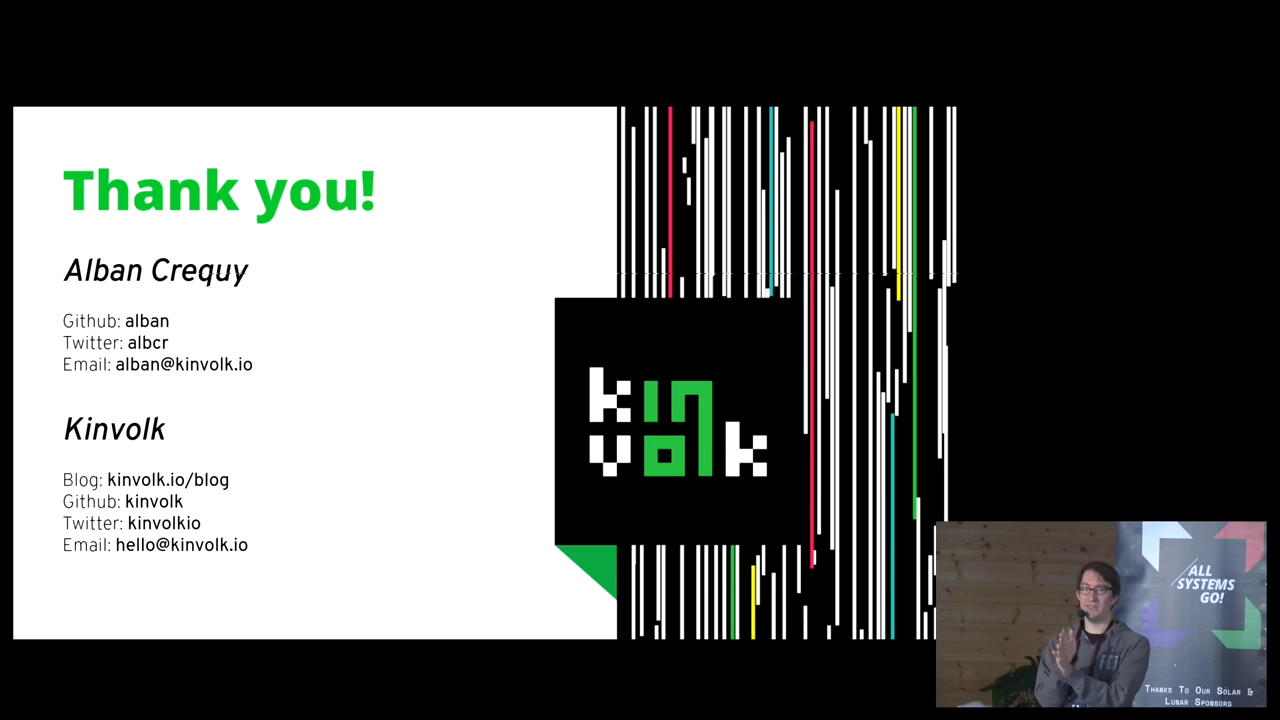 Thank you!
Alban Crequy
Github: alban
Twitter: albcr
Email: alban@kinvolk.io
Kinvolk
Blog: kinvolk.io/blog
Github: kinvolk
Twitter: kinvolkio
Email: hello@kinvolk.io
kin
volk
ALL
SYSTEMS
GO!
Thanks To Our Solar &
Lunar Sponsors